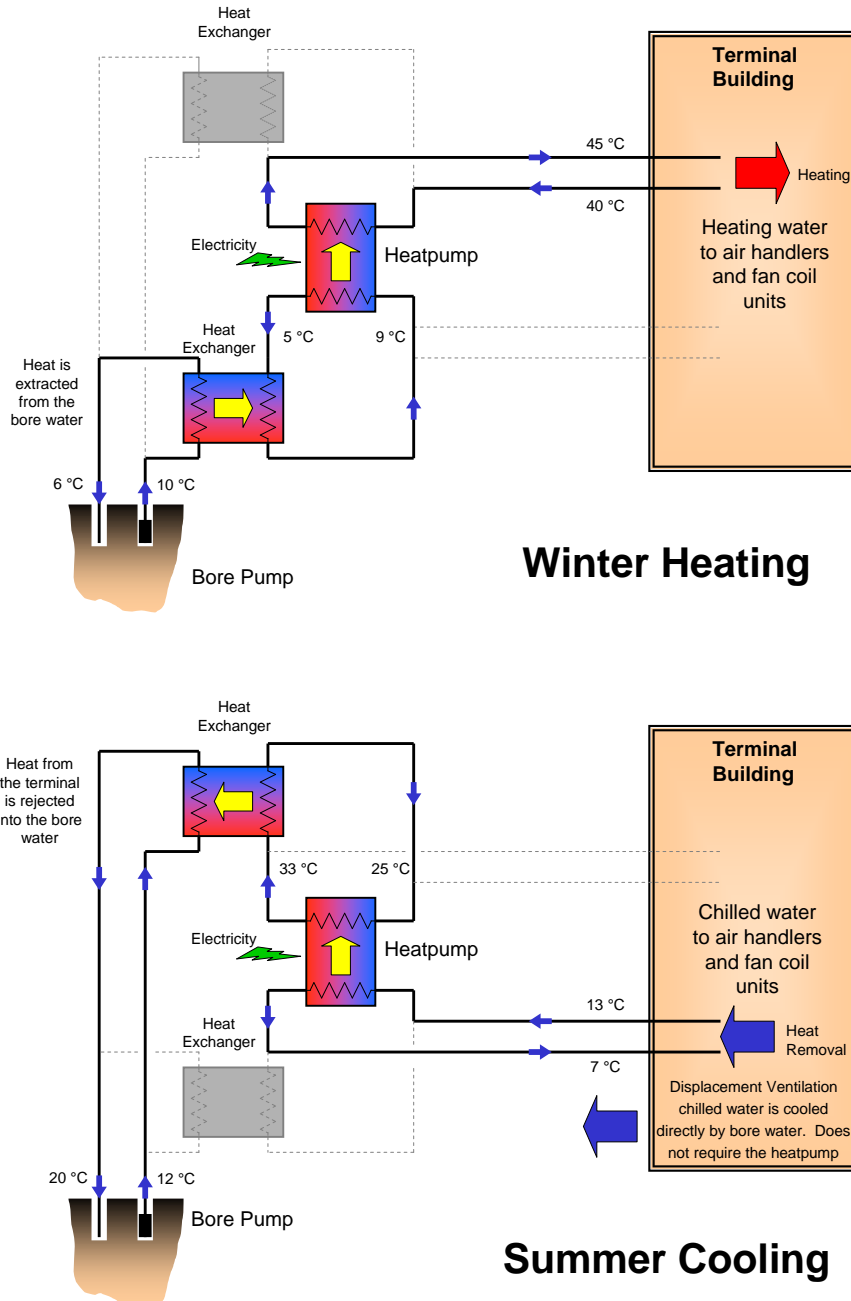 Heat
Exchanger
Terminal
Building
45 °C
Heating
40 °C
Heating water
to air handlers
and fan coil
units
Electricity
Heatpump
Heat
Exchanger
5 °C
9 °C
Heat is
extracted
from the
bore water
6 °C
10 °C
Bore Pump
Winter Heating
Heat
Exchanger
Terminal
Building
Heat from
the terminal
is rejected
into the bore
water
33 °C
25 °C
Chilled water
to air handlers
and fan coil
units
Electricity
Heatpump
13 °C
Heat
Removal
Heat
Exchanger
7 °C
Displacement Ventilation
chilled water is cooled
directly by bore water.  Does
not require the heatpump
20 °C
12 °C
Bore Pump
Summer Cooling